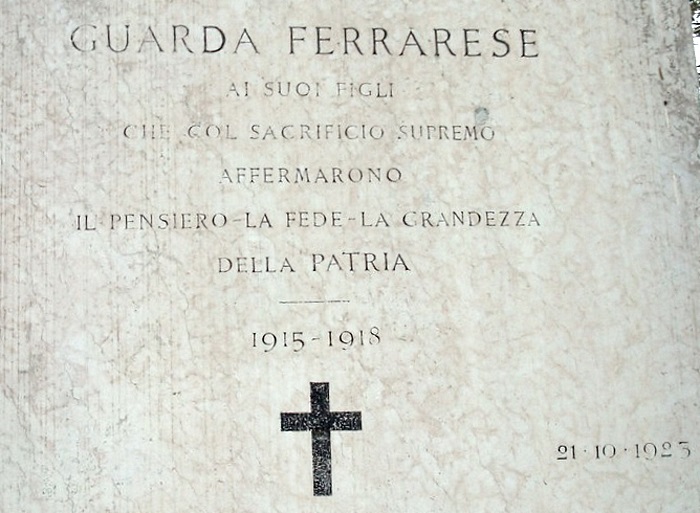 GUARDA FERRARESE
AI SUOI FIGLI
CHE COL SACRIFICIO SUPREMO
AFFERMARONO
IL PENSIERO-LA FEDE-LA GRANDEZZA
DELLA PATRIA
1915-1918
21·10·1923